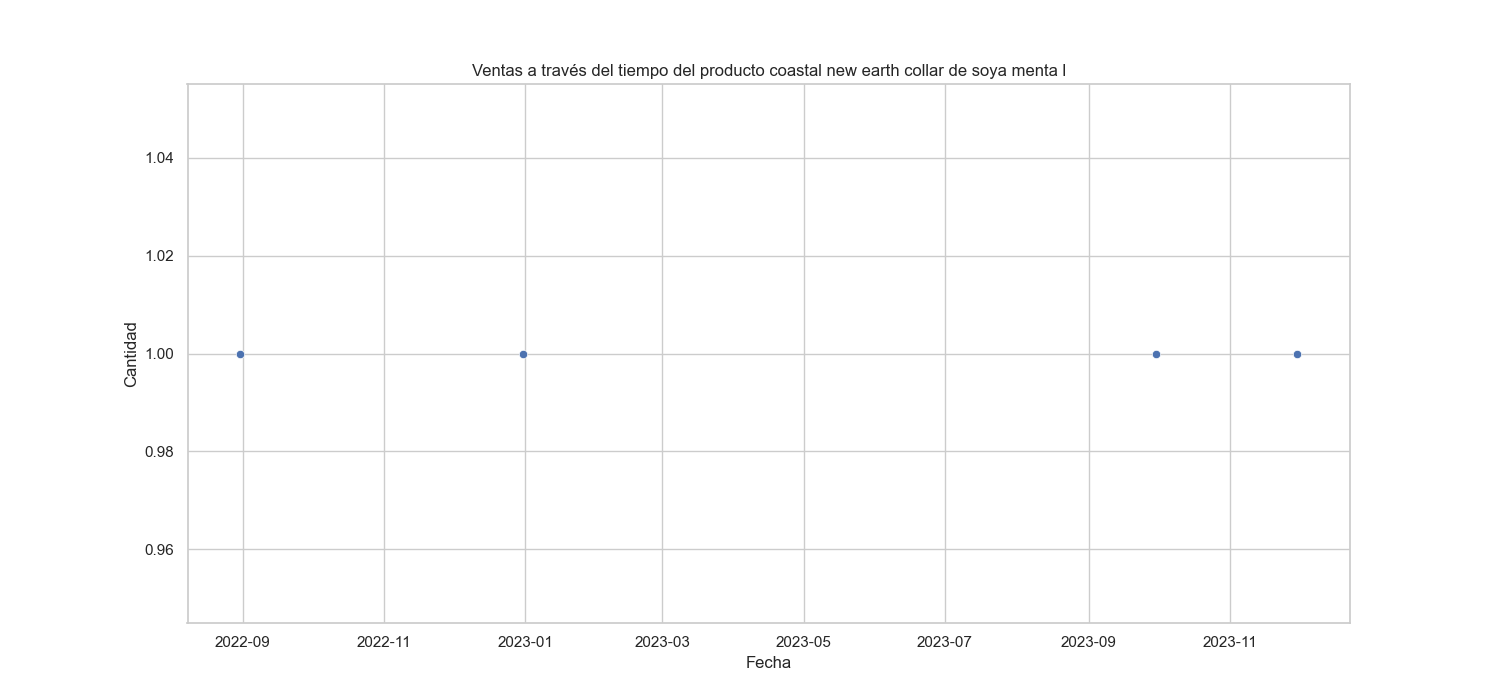 Ventas a través del tiempo del producto coastal new earth collar de soya menta l
1.04
1.02
1.00
0.98
0.96
Cantidad
2022-09 2022-11 2023-01 2023-03 2023-05 2023-07 2023-09 2023-11
Fecha